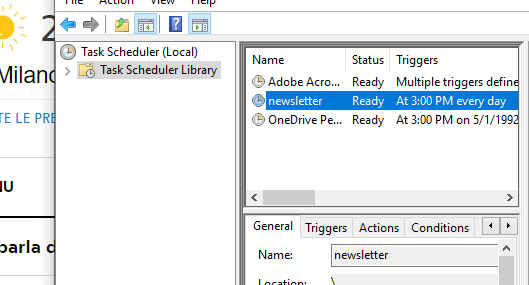 File Action View Help
2
Milano
TE LE PRE
NU
parla d
Task Scheduler (Local)
Task Scheduler Library
Name Status Triggers
Adobe Acro... Ready Multiple triggers define
newsletter Ready At 3:00 PM every day
OneDrive Pe... Ready At 3:00 PM on 5/1/1992
General Triggers Actions Conditions
Name: newsletter
Location: \